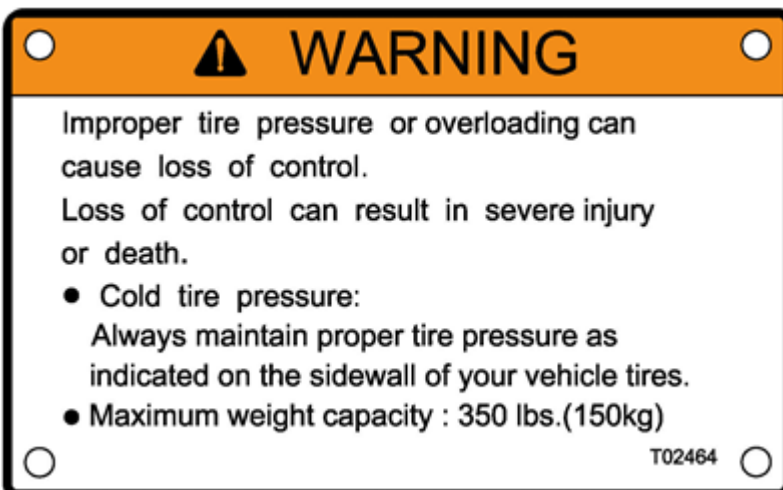 WARNING
Improper tire pressure or overloading can
cause loss of control.
Loss of control can result in severe injury
or death.
● Cold tire pressure:
Always maintain proper tire pressure as
indicated on the sidewall of your vehicle tires.
● Maximum weight capacity : 350 lbs.(150kg)
T02464